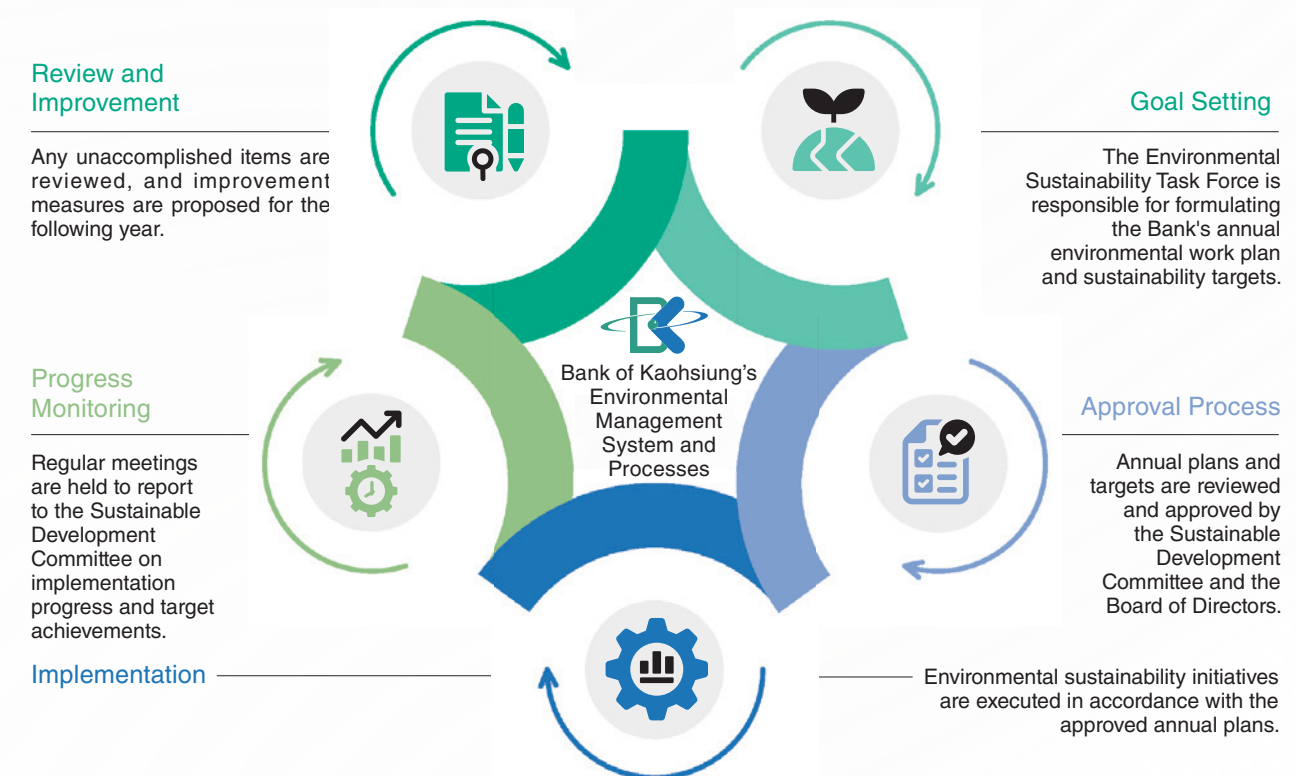 Review and
Improvement
Any unaccomplished items are
reviewed, and improvement
measures are proposed for the
following year.
Goal Setting
The Environmental
Sustainability Task Force is
responsible for formulating
the Bank's annual
environmental work plan
and sustainability targets.
Bank of Kaohsiung’s
Environmental
Management
System and
Processes
Progress
Monitoring
Regular meetings
are held to report
to the Sustainable
Development
Committee on
implementation
progress and target
achievements.
Approval Process
Annual plans and
targets are reviewed
and approved by
the Sustainable
Development
Committee and the
Board of Directors.
Implementation
Environmental sustainability initiatives
are executed in accordance with the
approved annual plans.